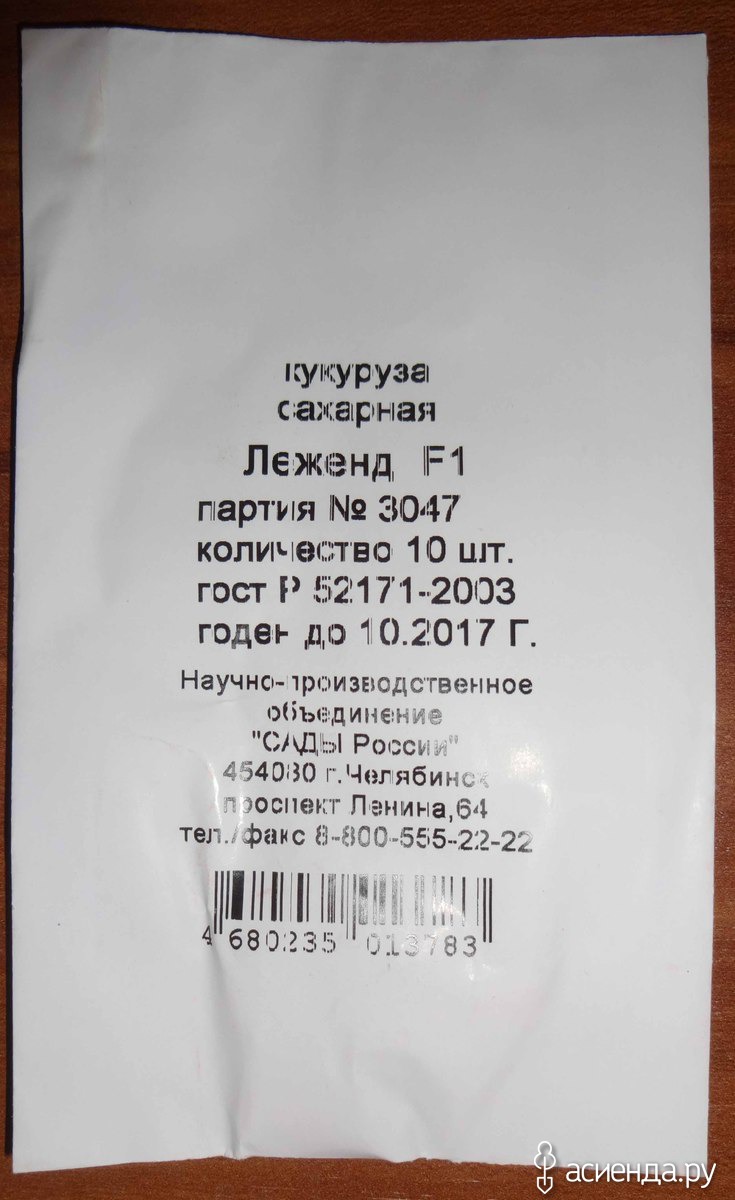 кукуруза
сахарная
Леженд F1
партия № 3047
количество 10 шт.
гост Р 52171-2003
годен до 10.2017 Г.
Научно-производственное
объединение
"САДЫ России"
454080 г.Челябинск
проспект Ленина,64
тел./факс 8-800-555-22-22
4 680235 013783
асиенда.ру